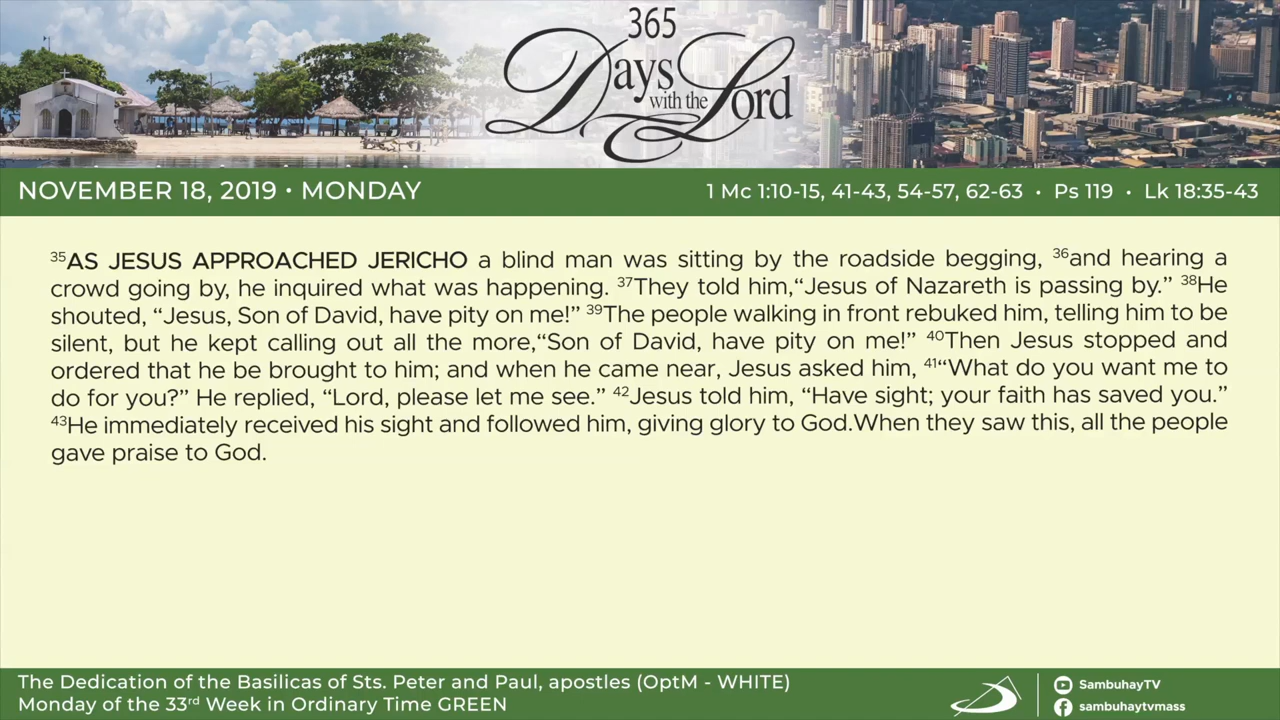 365
Days with the Lord
NOVEMBER 18, 2019 • MONDAY
1 Mc 1:10-15, 41-43, 54-57, 62-63 • Ps 119 • Lk 18:35-43
³⁵AS JESUS APPROACHED JERICHO a blind man was sitting by the roadside begging, ³⁶and hearing a
crowd going by, he inquired what was happening. ³⁷They told him,“Jesus of Nazareth is passing by.” ³⁸He
shouted, “Jesus, Son of David, have pity on me!” ³⁹The people walking in front rebuked him, telling him to be
silent, but he kept calling out all the more,“Son of David, have pity on me!” ⁴⁰Then Jesus stopped and
ordered that he be brought to him; and when he came near, Jesus asked him, ⁴¹“What do you want me to
do for you?” He replied, “Lord, please let me see.” ⁴²Jesus told him, “Have sight; your faith has saved you.”
⁴³He immediately received his sight and followed him, giving glory to God.When they saw this, all the people
gave praise to God.
The Dedication of the Basilicas of Sts. Peter and Paul, apostles (OptM - WHITE)
Monday of the 33rd Week in Ordinary Time GREEN
SambuhayTV
sambuhaytvmass